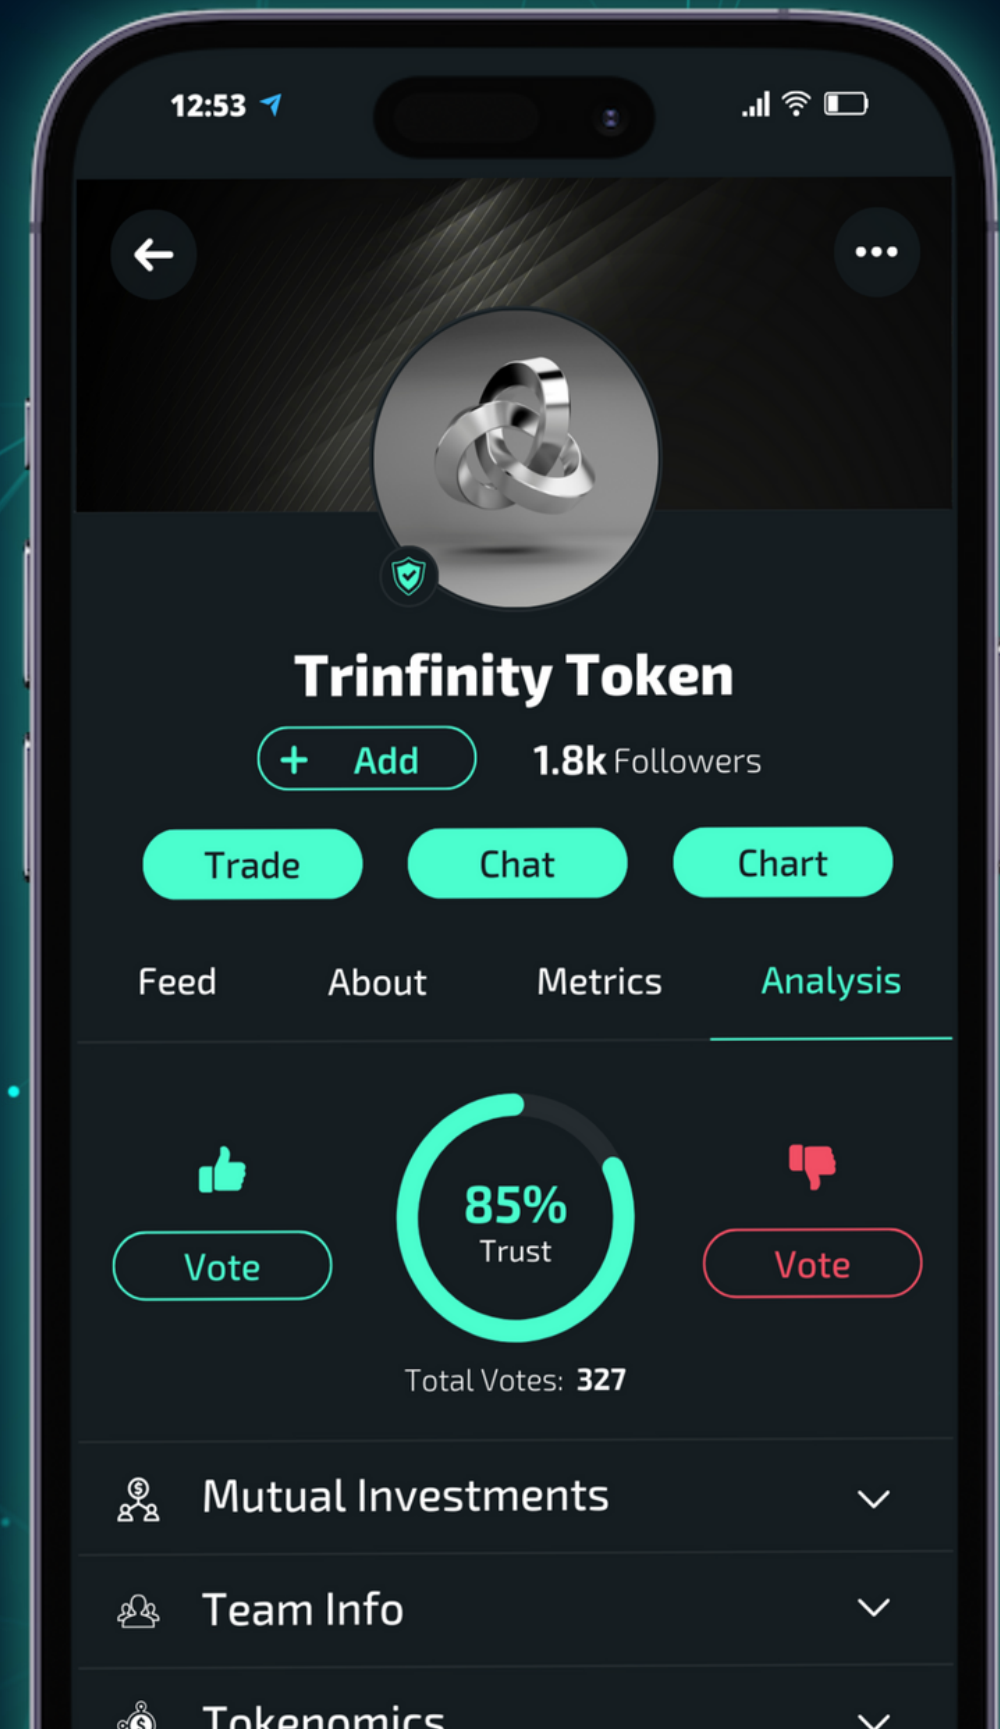 12:53
Trinfinity Token
+ Add 1.8k Followers
Trade Chat Chart
Feed About Metrics Analysis
85%
Trust
Vote Vote
Total Votes: 327
Mutual Investments
Team Info
Tokenomics